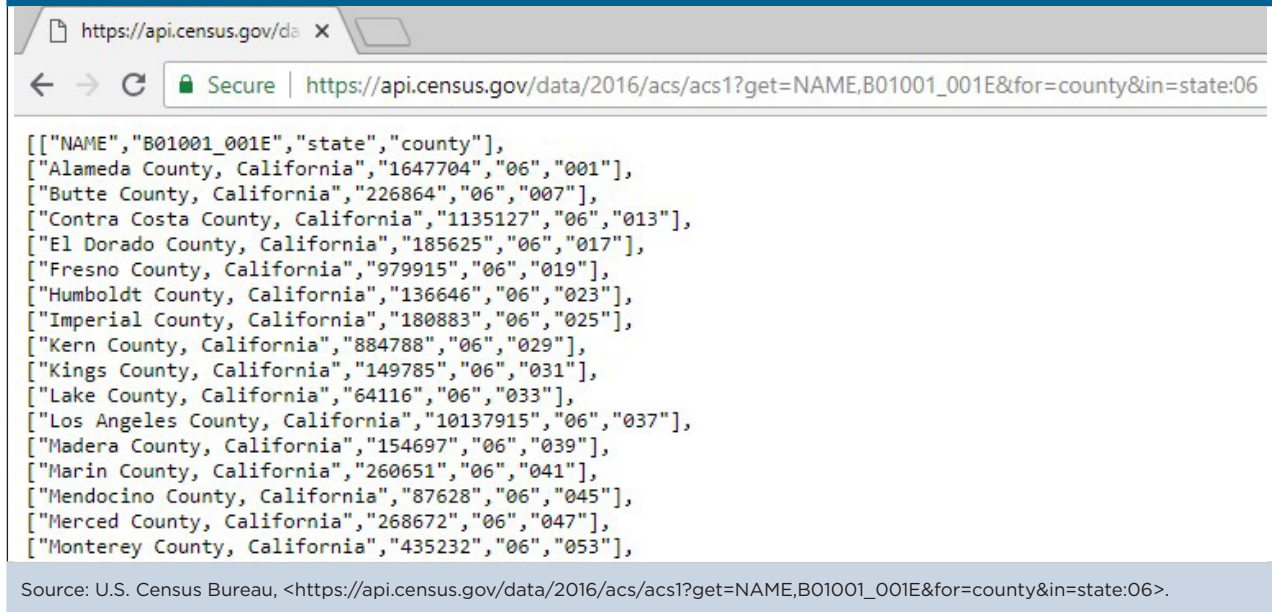 https://api.census.gov/da
Secure | https://api.census.gov/data/2016/acs/acs1?get=NAME,B01001_001E&for=county&in=state:06
[["NAME","B01001_001E","state","county"],
["Alameda County, California","1647704","06","001"],
["Butte County, California","226864","06","007"],
["Contra Costa County, California","1135127","06","013"],
["El Dorado County, California","185625","06","017"],
["Fresno County, California","979915","06","019"],
["Humboldt County, California","136646","06","023"],
["Imperial County, California","180883","06","025"],
["Kern County, California","884788","06","029"],
["Kings County, California","149785","06","031"],
["Lake County, California","64116","06","033"],
["Los Angeles County, California","10137915","06","037"],
["Madera County, California","154697","06","039"],
["Marin County, California","260651","06","041"],
["Mendocino County, California","87628","06","045"],
["Merced County, California","268672","06","047"],
["Monterey County, California","435232","06","053"],
Source: U.S. Census Bureau, <https://api.census.gov/data/2016/acs/acs1?get=NAME,B01001_001E&for=county&in=state:06>.